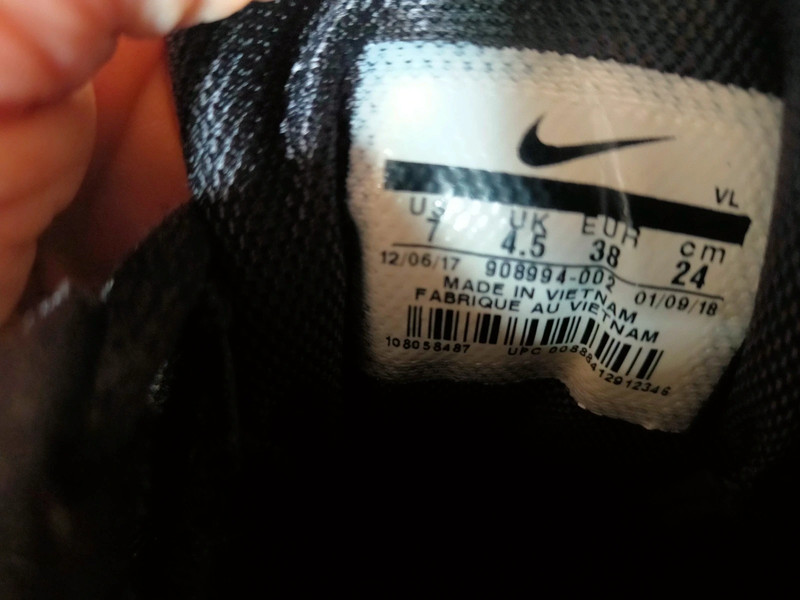 VL
US UK EUR cm
7 4.5 38 24
12/06/17 908994-002 01/09/18
MADE IN VIETNAM
FABRIQUE AU VIETNAM
108058487 UPC 00888412912346